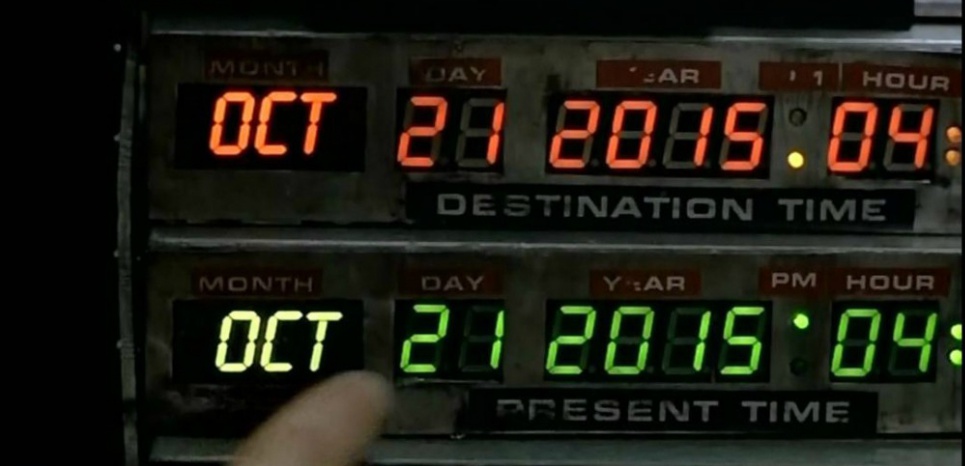 MONTH DAY HOUR
OCT 21 2015 04:
DESTINATION TIME
MONTH DAY YEAR PM HOUR
OCT 21 2015 04:
PRESENT TIME